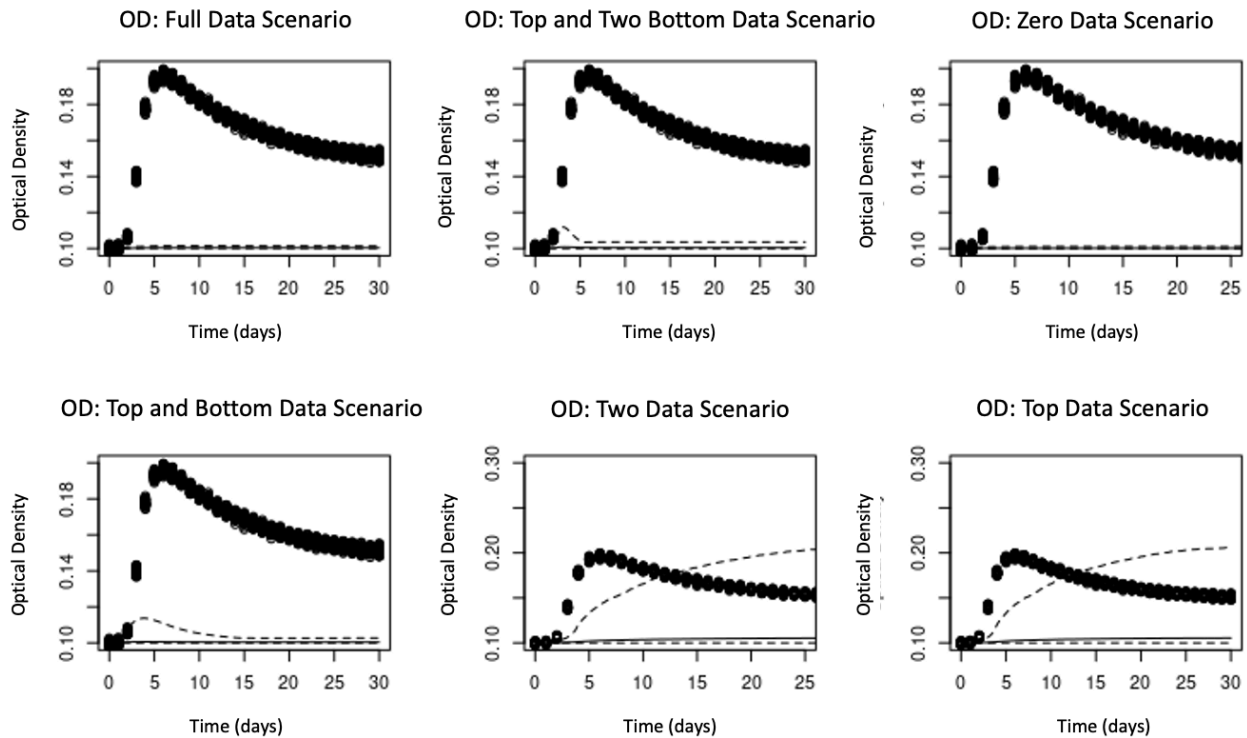 OD: Full Data Scenario
OD: Top and Two Bottom Data Scenario
OD: Zero Data Scenario
Optical Density
0.10 0.14 0.18
0 5 10 15 20 25 30
Time (days)
Optical Density
0.10 0.14 0.18
0 5 10 15 20 25 30
Time (days)
Optical Density
0.10 0.14 0.18
0 5 10 15 20 25
Time (days)
OD: Top and Bottom Data Scenario
OD: Two Data Scenario
OD: Top Data Scenario
Optical Density
0.10 0.14 0.18
0 5 10 15 20 25 30
Time (days)
Optical Density
0.10 0.20 0.30
0 5 10 15 20 25
Time (days)
Optical Density
0.10 0.20 0.30
0 5 10 15 20 25 30
Time (days)